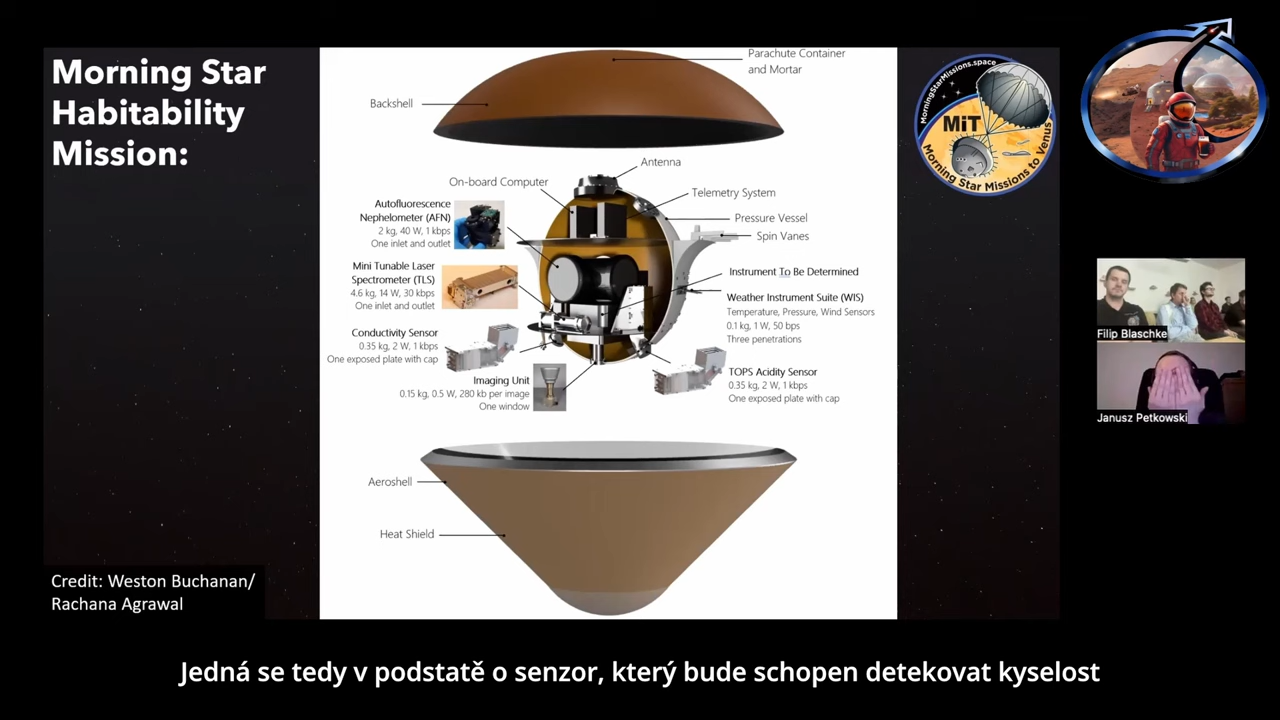 Morning Star
Habitability
Mission:
Parachute Container
and Mortar
Backshell
Antenna
On-board Computer
Telemetry System
Autofluorescence
Nephelometer (AFN)
2 kg, 40 W, 1 kbps
One inlet and outlet
Pressure Vessel
Spin Vanes
Mini Tunable Laser
Spectrometer (TLS)
4.6 kg, 14 W, 30 kbps
One inlet and outlet
Instrument To Be Determined
Weather Instrument Suite (WIS)
Temperature, Pressure, Wind Sensors
0.1 kg, 1 W, 50 bps
Three penetrations
Conductivity Sensor
0.35 kg, 2 W, 1 kbps
One exposed plate with cap
Imaging Unit
0.15 kg, 0.5 W, 280 kb per image
One window
TOPS Acidity Sensor
0.35 kg, 2 W, 1 kbps
One exposed plate with cap
Aeroshell
Heat Shield
Credit: Weston Buchanan/
Rachana Agrawal
MorningStarMissions.space
MiT
Morning Star Missions to Venus
Filip Blaschke
Janusz Petkowski
Jedná se tedy v podstatě o senzor, který bude schopen detekovat kyselost